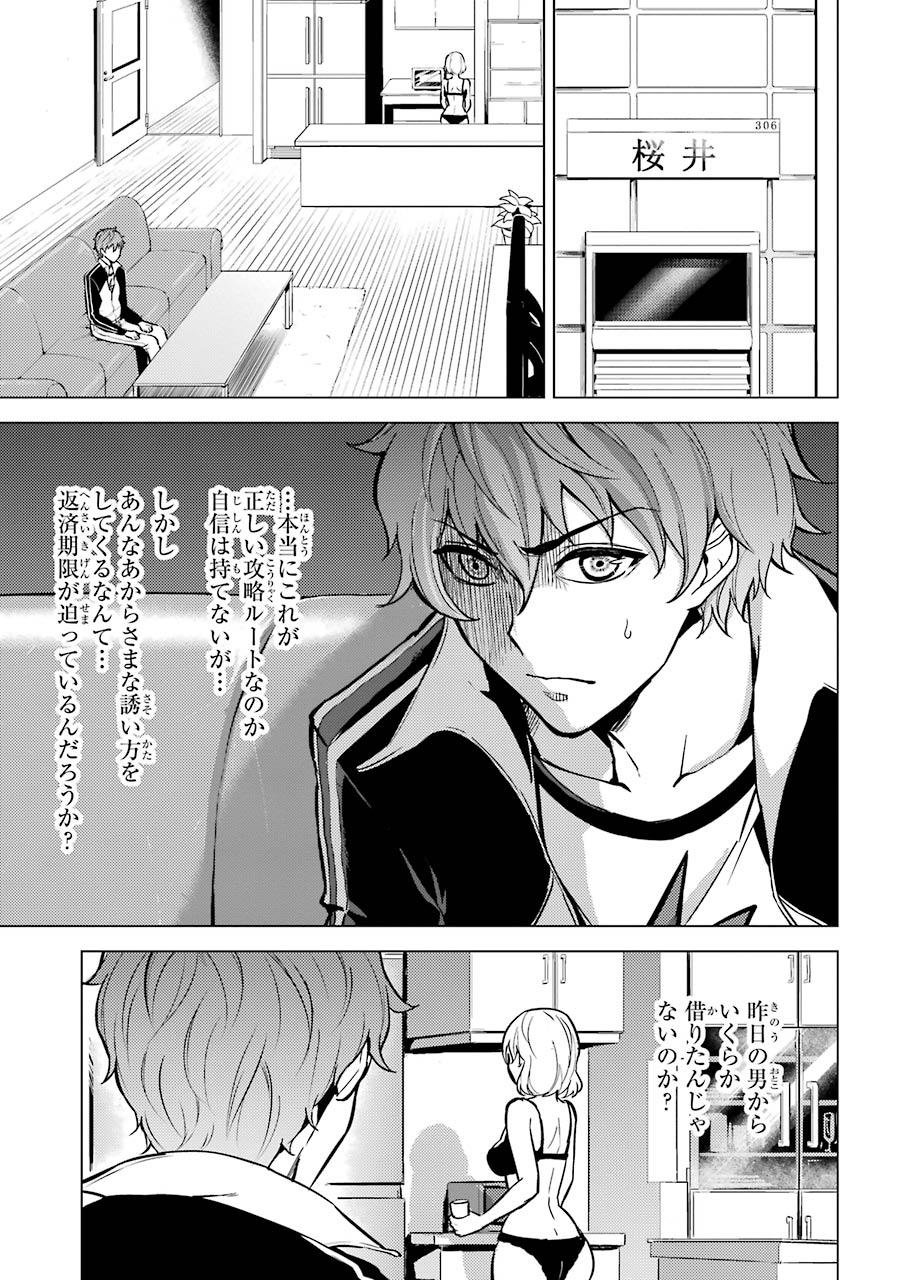 306
桜井
…本当にこれが
正しい攻略ルートなのか
自信は持てないが…
しかし
あんなあからさまな誘い方を
してくるなんて…
返済期限が迫っているんだろうか?
昨日の男から
いくらか
借りたんじゃ
ないのか?